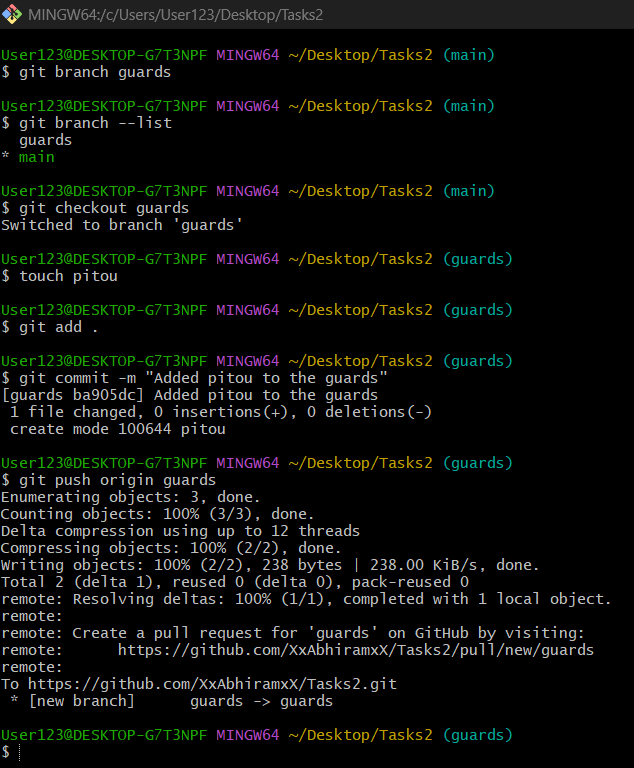 MINGW64:/c/Users/User123/Desktop/Tasks2
User123@DESKTOP-G7T3NPF MINGW64 ~/Desktop/Tasks2 (main)
$ git branch guards
User123@DESKTOP-G7T3NPF MINGW64 ~/Desktop/Tasks2 (main)
$ git branch --list
  guards
* main
User123@DESKTOP-G7T3NPF MINGW64 ~/Desktop/Tasks2 (main)
$ git checkout guards
Switched to branch 'guards'
User123@DESKTOP-G7T3NPF MINGW64 ~/Desktop/Tasks2 (guards)
$ touch pitou
User123@DESKTOP-G7T3NPF MINGW64 ~/Desktop/Tasks2 (guards)
$ git add .
User123@DESKTOP-G7T3NPF MINGW64 ~/Desktop/Tasks2 (guards)
$ git commit -m "Added pitou to the guards"
[guards ba905dc] Added pitou to the guards
 1 file changed, 0 insertions(+), 0 deletions(-)
 create mode 100644 pitou
User123@DESKTOP-G7T3NPF MINGW64 ~/Desktop/Tasks2 (guards)
$ git push origin guards
Enumerating objects: 3, done.
Counting objects: 100% (3/3), done.
Delta compression using up to 12 threads
Compressing objects: 100% (2/2), done.
Writing objects: 100% (2/2), 238 bytes | 238.00 KiB/s, done.
Total 2 (delta 1), reused 0 (delta 0), pack-reused 0
remote: Resolving deltas: 100% (1/1), completed with 1 local object.
remote:
remote: Create a pull request for 'guards' on GitHub by visiting:
remote:      https://github.com/XxAbhiramxX/Tasks2/pull/new/guards
remote:
To https://github.com/XxAbhiramxX/Tasks2.git
 * [new branch]      guards -> guards
User123@DESKTOP-G7T3NPF MINGW64 ~/Desktop/Tasks2 (guards)
$